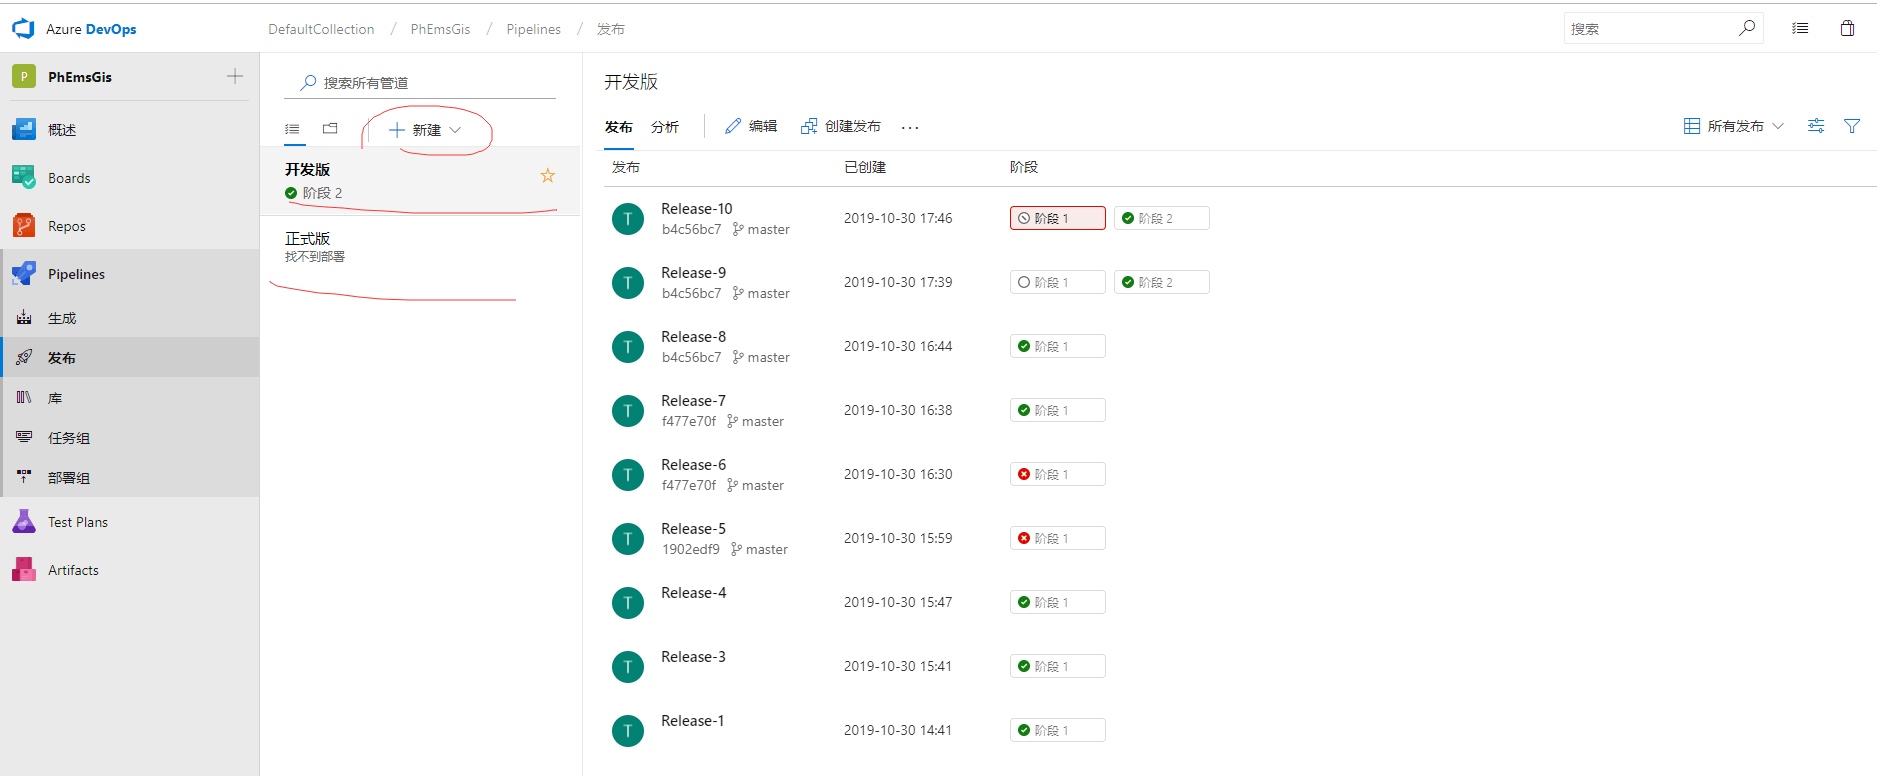 Azure DevOps
DefaultCollection / PhEmsGis / Pipelines / 发布
搜索
P PhEmsGis
概述
Boards
Repos
Pipelines
生成
发布
库
任务组
部署组
Test Plans
Artifacts
搜索所有管道
新建
开发版
阶段 2
正式版
找不到部署
开发版
发布 分析 编辑 创建发布 ...
所有发布
发布 已创建 阶段
T Release-10 2019-10-30 17:46 阶段 1 阶段 2
b4c56bc7 master
T Release-9 2019-10-30 17:39 阶段 1 阶段 2
b4c56bc7 master
T Release-8 2019-10-30 16:44 阶段 1
b4c56bc7 master
T Release-7 2019-10-30 16:38 阶段 1
f477e70f master
T Release-6 2019-10-30 16:30 阶段 1
f477e70f master
T Release-5 2019-10-30 15:59 阶段 1
1902edf9 master
T Release-4 2019-10-30 15:47 阶段 1
T Release-3 2019-10-30 15:41 阶段 1
T Release-1 2019-10-30 14:41 阶段 1